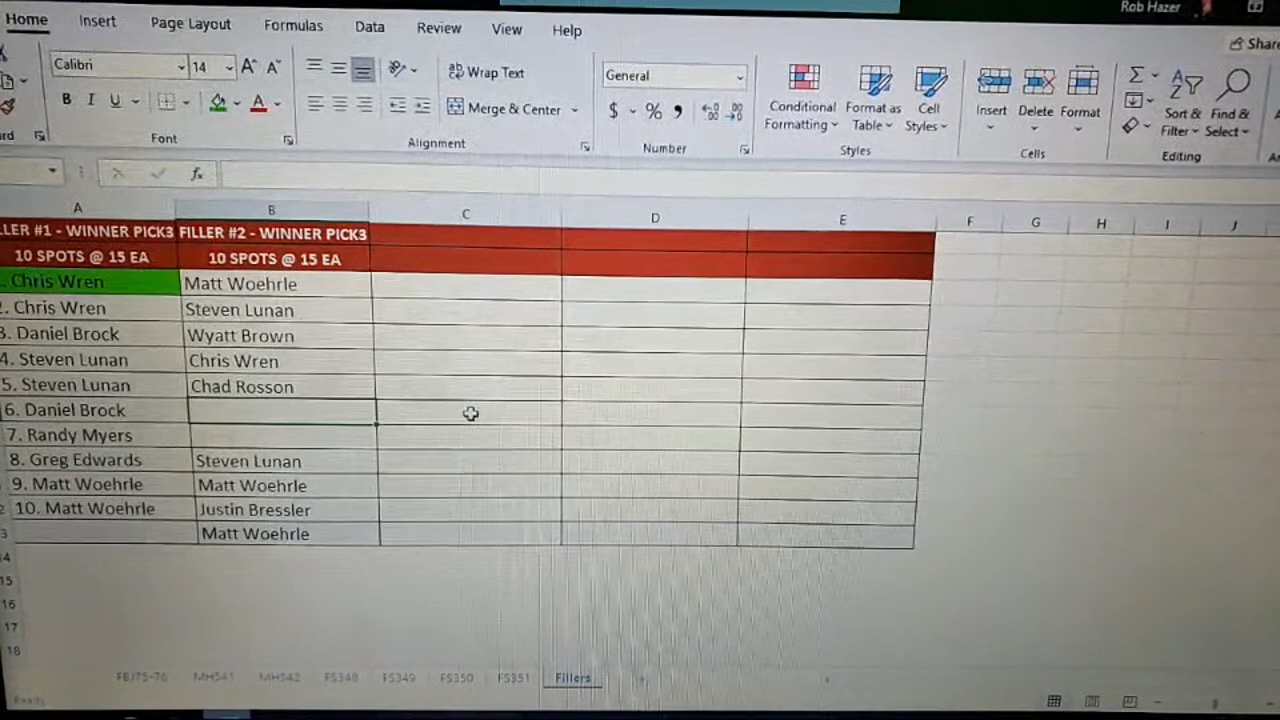 Rob Hazer
Home Insert Page Layout Formulas Data Review View Help
Share
Calibri 14 A A Wrap Text General
Conditional Formatting Format as Table Cell Styles Insert Delete Format Sort & Filter Find & Select
B I U A Merge & Center $ % ,
Font Alignment Number Styles Cells Editing
fx
A B C D E F G H I J
LLER #1 - WINNER PICK3 FILLER #2 - WINNER PICK3
10 SPOTS @ 15 EA 10 SPOTS @ 15 EA
. Chris Wren Matt Woehrle
2. Chris Wren Steven Lunan
3. Daniel Brock Wyatt Brown
4. Steven Lunan Chris Wren
5. Steven Lunan Chad Rosson
6. Daniel Brock
7. Randy Myers
8. Greg Edwards Steven Lunan
9. Matt Woehrle Matt Woehrle
2 10. Matt Woehrle Justin Bressler
3 Matt Woehrle
14
15
16
17
18
FBJ75-76 MH541 MH542 FS348 FS349 FS350 FS351 Fillers
Ready